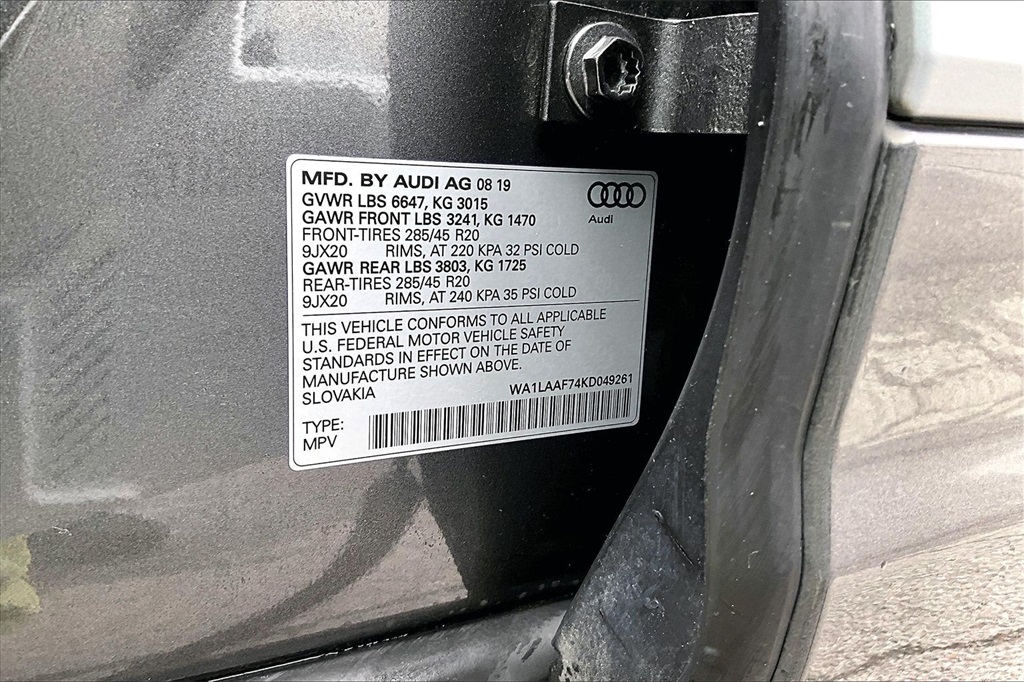 MFD. BY AUDI AG 08 19
GVWR LBS 6647, KG 3015
GAWR FRONT LBS 3241, KG 1470
FRONT-TIRES 285/45 R20
9JX20 RIMS, AT 220 KPA 32 PSI COLD
GAWR REAR LBS 3803, KG 1725
REAR-TIRES 285/45 R20
9JX20 RIMS, AT 240 KPA 35 PSI COLD
Audi
THIS VEHICLE CONFORMS TO ALL APPLICABLE
U.S. FEDERAL MOTOR VEHICLE SAFETY
STANDARDS IN EFFECT ON THE DATE OF
MANUFACTURE SHOWN ABOVE.
SLOVAKIA WA1LAAF74KD049261
TYPE:
MPV